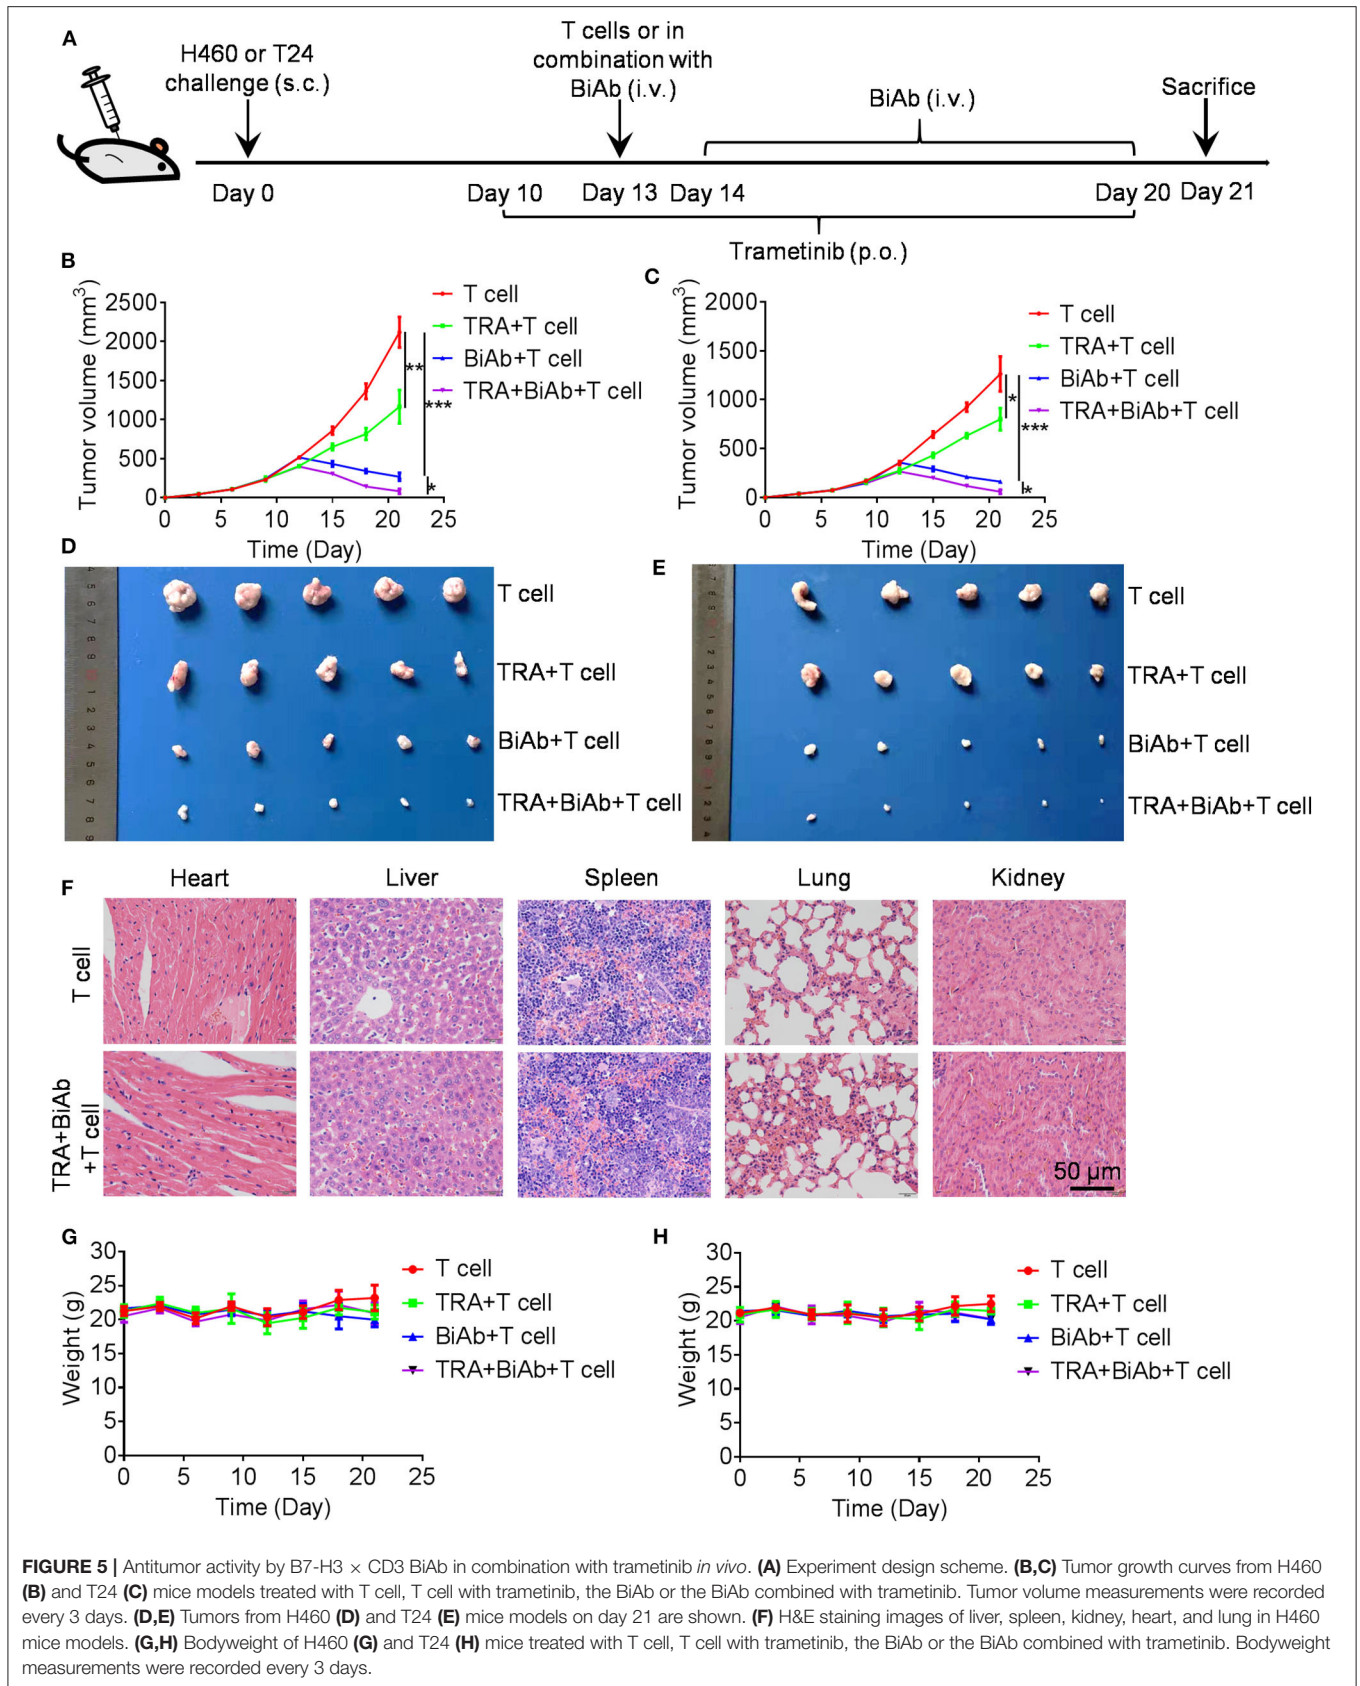 A
H460 or T24
challenge (s.c.)
T cells or in
combination with
BiAb (i.v.)
BiAb (i.v.)
Sacrifice
Day 0
Day 10
Day 13
Day 14
Day 20
Day 21
Trametinib (p.o.)
B
Tumor volume (mm³)
2500
2000
1500
1000
500
0
0 5 10 15 20 25
Time (Day)
T cell
TRA+T cell
BiAb+T cell
TRA+BiAb+T cell
**
***
*
C
Tumor volume (mm³)
2000
1500
1000
500
0
0 5 10 15 20 25
Time (Day)
T cell
TRA+T cell
BiAb+T cell
TRA+BiAb+T cell
*
***
*
D
T cell
TRA+T cell
BiAb+T cell
TRA+BiAb+T cell
E
T cell
TRA+T cell
BiAb+T cell
TRA+BiAb+T cell
F
Heart
Liver
Spleen
Lung
Kidney
T cell
TRA+BiAb
+T cell
50 μm
G
Weight (g)
30
25
20
15
10
5
0
0 5 10 15 20 25
Time (Day)
T cell
TRA+T cell
BiAb+T cell
TRA+BiAb+T cell
H
Weight (g)
30
25
20
15
10
5
0
0 5 10 15 20 25
Time (Day)
T cell
TRA+T cell
BiAb+T cell
TRA+BiAb+T cell
FIGURE 5 | Antitumor activity by B7-H3 × CD3 BiAb in combination with trametinib in vivo. (A) Experiment design scheme. (B,C) Tumor growth curves from H460
(B) and T24 (C) mice models treated with T cell, T cell with trametinib, the BiAb or the BiAb combined with trametinib. Tumor volume measurements were recorded
every 3 days. (D,E) Tumors from H460 (D) and T24 (E) mice models on day 21 are shown. (F) H&E staining images of liver, spleen, kidney, heart, and lung in H460
mice models. (G,H) Bodyweight of H460 (G) and T24 (H) mice treated with T cell, T cell with trametinib, the BiAb or the BiAb combined with trametinib. Bodyweight
measurements were recorded every 3 days.